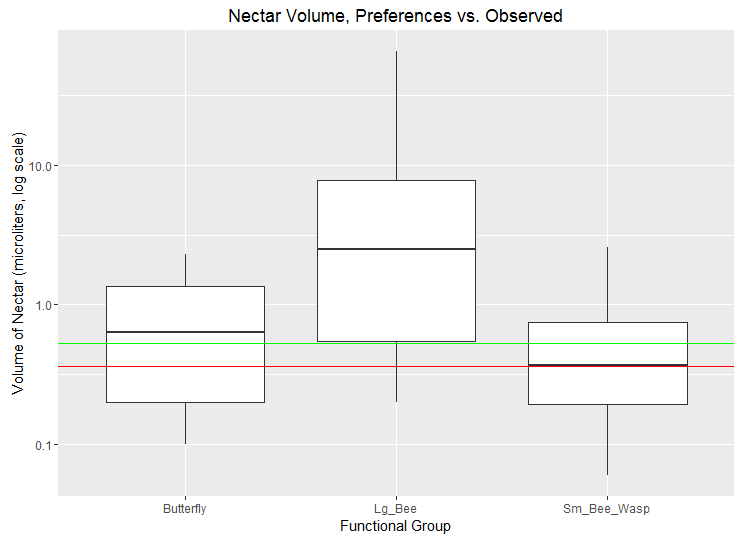 Nectar Volume, Preferences vs. Observed
Volume of Nectar (microliters, log scale)
10.0
1.0
0.1
Butterfly Lg_Bee Sm_Bee_Wasp
Functional Group